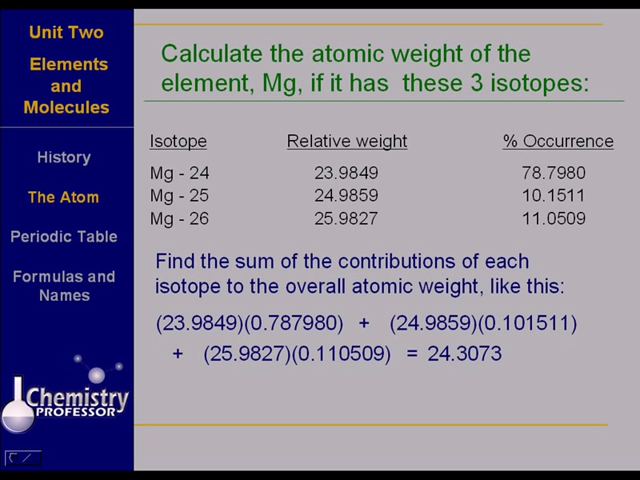 Unit Two
Elements
and
Molecules
History
The Atom
Periodic Table
Formulas and
Names
Chemistry
PROFESSOR
Calculate the atomic weight of the
element, Mg, if it has these 3 isotopes:
Isotope Relative weight % Occurrence
Mg - 24 23.9849 78.7980
Mg - 25 24.9859 10.1511
Mg - 26 25.9827 11.0509
Find the sum of the contributions of each
isotope to the overall atomic weight, like this:
(23.9849)(0.787980) + (24.9859)(0.101511)
+ (25.9827)(0.110509) = 24.3073